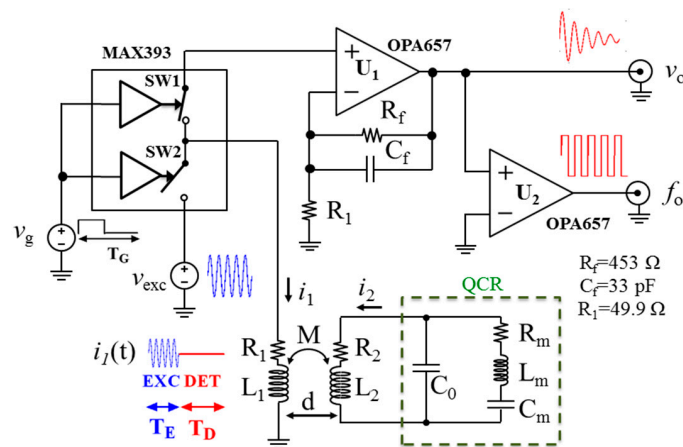 MAX393
SW1
SW2
OPA657
+
U1
−
Rf
Cf
R1
vo
+
U2
−
OPA657
fo
vg
+
−
TG
vexc
+
−
Rf=453 Ω
Cf=33 pF
R1=49.9 Ω
i1
i2
QCR
i1(t)
EXC DET
TE TD
R1
M
R2
L1
d
L2
C0
Rm
Lm
Cm